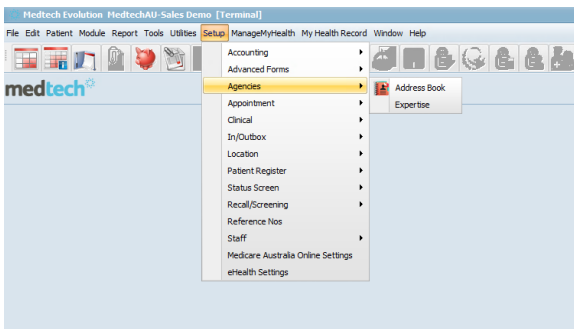 Medtech Evolution MedtechAU-Sales Demo [Terminal]
File Edit Patient Module Report Tools Utilities Setup ManageMyHealth My Health Record Window Help
medtech
Accounting
Advanced Forms
Agencies
Address Book
Expertise
Appointment
Clinical
In/Outbox
Location
Patient Register
Status Screen
Recall/Screening
Reference Nos
Staff
Medicare Australia Online Settings
eHealth Settings